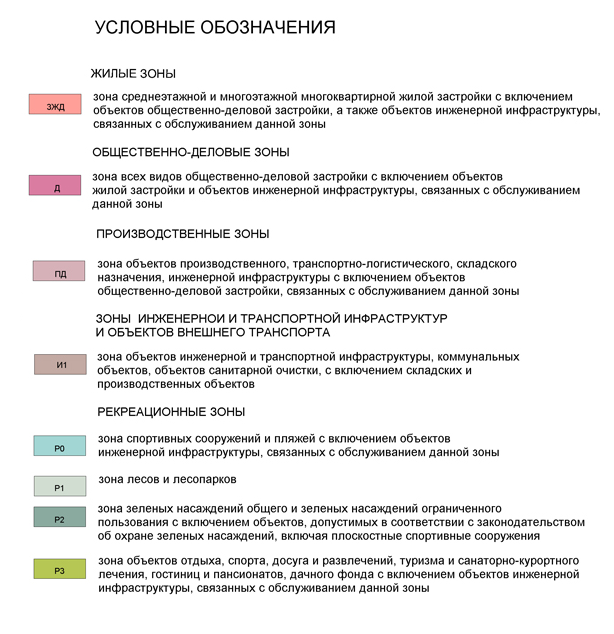 УСЛОВНЫЕ ОБОЗНАЧЕНИЯ
ЖИЛЫЕ ЗОНЫ
ЗЖД
зона среднеэтажной и многоэтажной многоквартирной жилой застройки с включением
объектов общественно-деловой застройки, а также объектов инженерной инфраструктуры,
связанных с обслуживанием данной зоны
ОБЩЕСТВЕННО-ДЕЛОВЫЕ ЗОНЫ
Д
зона всех видов общественно-деловой застройки с включением объектов
жилой застройки и объектов инженерной инфраструктуры, связанных с обслуживанием
данной зоны
ПРОИЗВОДСТВЕННЫЕ ЗОНЫ
ПД
зона объектов производственного, транспортно-логистического, складского
назначения, инженерной инфраструктуры с включением объектов
общественно-деловой застройки, связанных с обслуживанием данной зоны
ЗОНЫ ИНЖЕНЕРНОИ И ТРАНСПОРТНОЙ ИНФРАСТРУКТУР
И ОБЪЕКТОВ ВНЕШНЕГО ТРАНСПОРТА
И1
зона объектов инженерной и транспортной инфраструктуры, коммунальных
объектов, объектов санитарной очистки, с включением складских и
производственных объектов
РЕКРЕАЦИОННЫЕ ЗОНЫ
Р0
зона спортивных сооружений и пляжей с включением объектов
инженерной инфраструктуры, связанных с обслуживанием данной зоны
Р1
зона лесов и лесопарков
Р2
зона зеленых насаждений общего и зеленых насаждений ограниченного
пользования с включением объектов, допустимых в соответствии с законодательством
об охране зеленых насаждений, включая плоскостные спортивные сооружения
Р3
зона объектов отдыха, спорта, досуга и развлечений, туризма и санаторно-курортного
лечения, гостиниц и пансионатов, дачного фонда с включением объектов инженерной
инфраструктуры, связанных с обслуживанием данной зоны